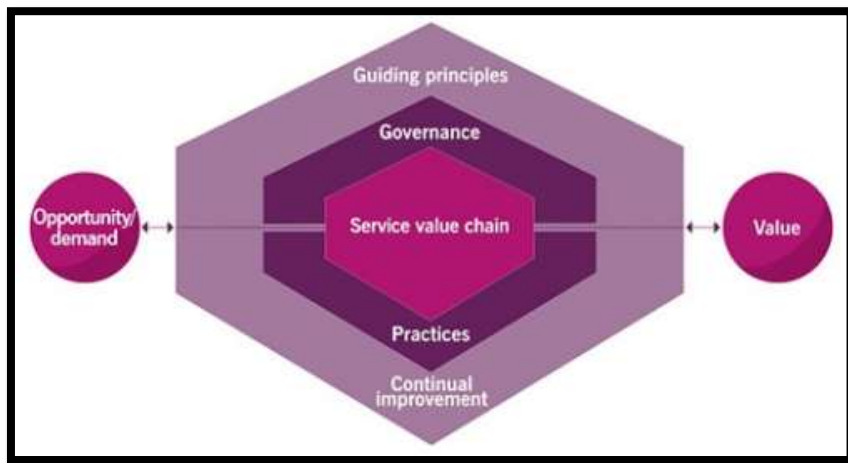 Guiding principles
Governance
Opportunity/
demand
Service value chain
Value
Practices
Continual
improvement